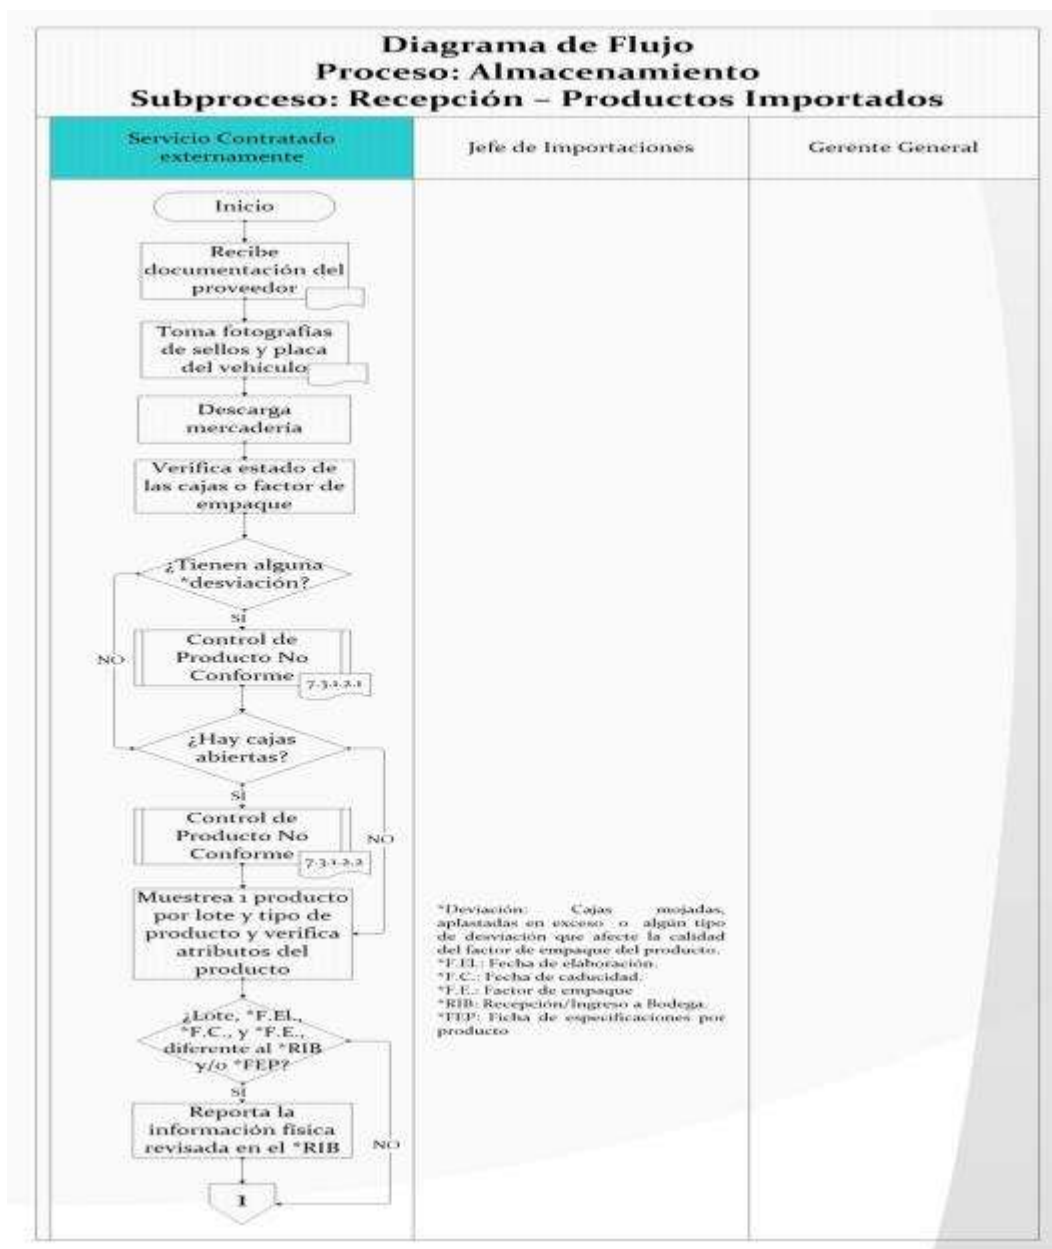 Diagrama de Flujo
Proceso: Almacenamiento
Subproceso: Recepción – Productos Importados
Servicio Contratado
externamente
Jefe de Importaciones
Gerente General
Inicio
Recibe
documentación del
proveedor
Toma fotografías
de sellos y placa
del vehículo
Descarga
mercadería
Verifica estado de
las cajas o factor de
empaque
¿Tienen alguna
*desviación?
SI
NO
Control de
Producto No
Conforme
7.3.1.2.1
¿Hay cajas
abiertas?
SI
Control de
Producto No
Conforme
7.3.1.2.2
NO
Muestrea 1 producto
por lote y tipo de
producto y verifica
atributos del
producto
¿Lote, *F.El.,
*F.C., y *F.E.,
diferente al *RIB
y/o *FEP?
SI
Reporta la
información física
revisada en el *RIB
NO
1
*Deviación: Cajas mojadas,
aplastadas en exceso o algún tipo
de desviación que afecte la calidad
del factor de empaque del producto.
*F.El.: Fecha de elaboración.
*F.C.: Fecha de caducidad.
*F.E.: Factor de empaque
*RIB: Recepción/Ingreso a Bodega.
*FEP: Ficha de especificaciones por
producto